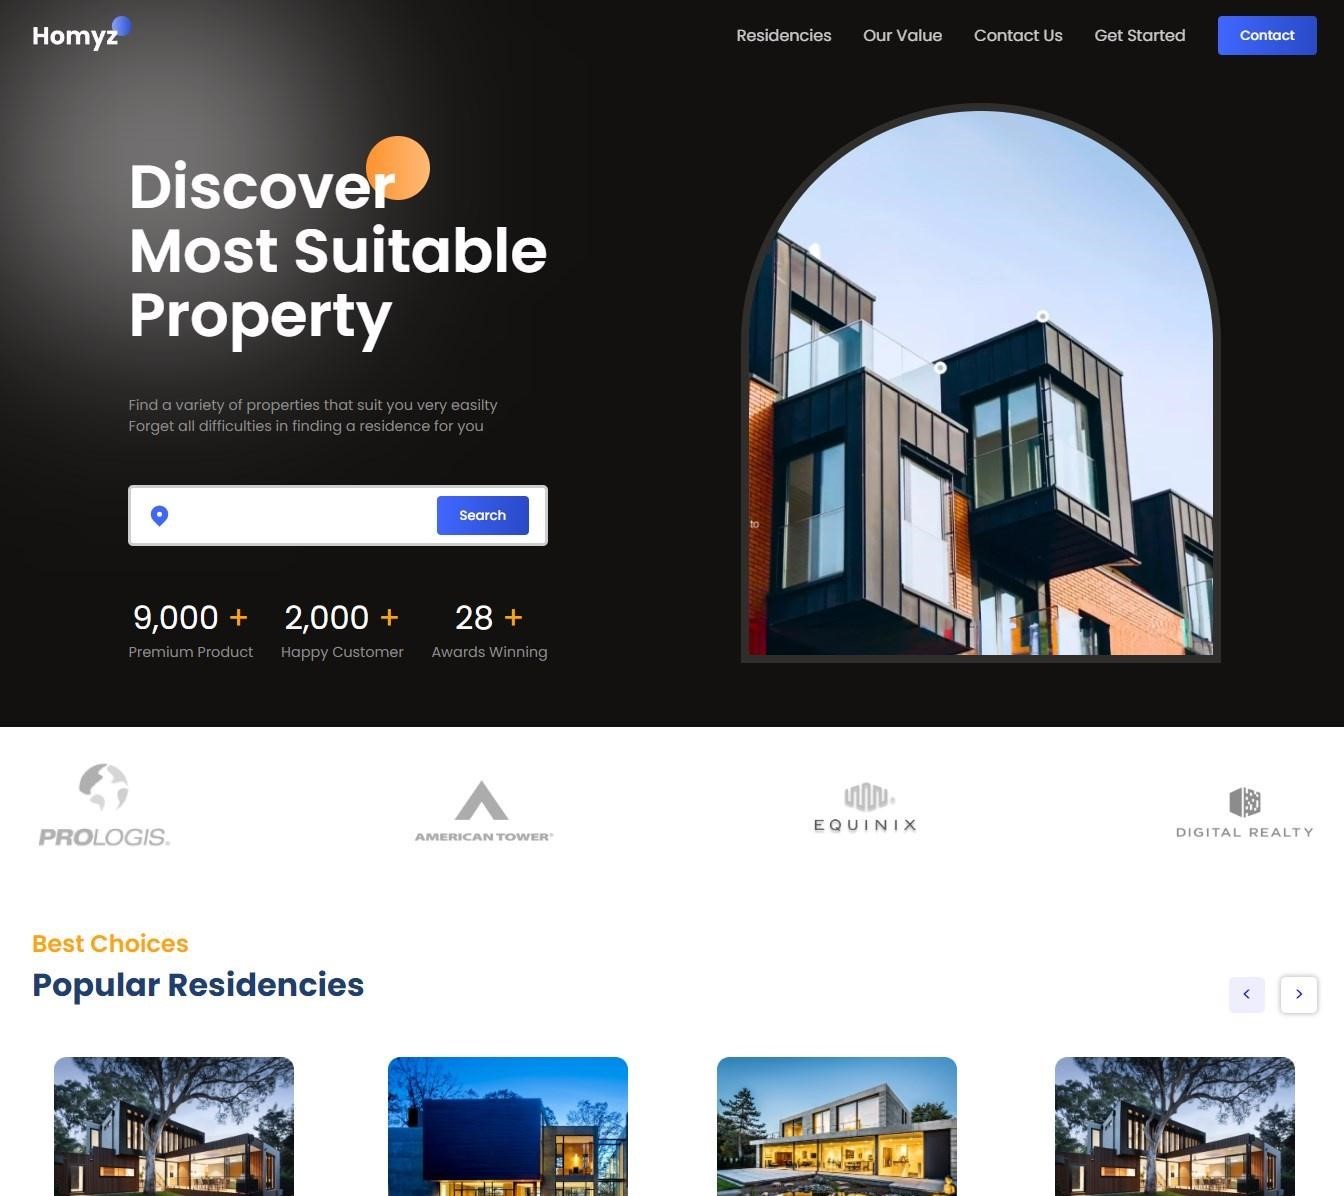 Homyz
Residencies
Our Value
Contact Us
Get Started
Contact
Discover
Most Suitable
Property
Find a variety of properties that suit you very easilty
Forget all difficulties in finding a residence for you
Search
9,000 +
2,000 +
28 +
Premium Product
Happy Customer
Awards Winning
to
PROLOGIS.
AMERICAN TOWER®
EQUINIX
DIGITAL REALTY
Best Choices
Popular Residencies